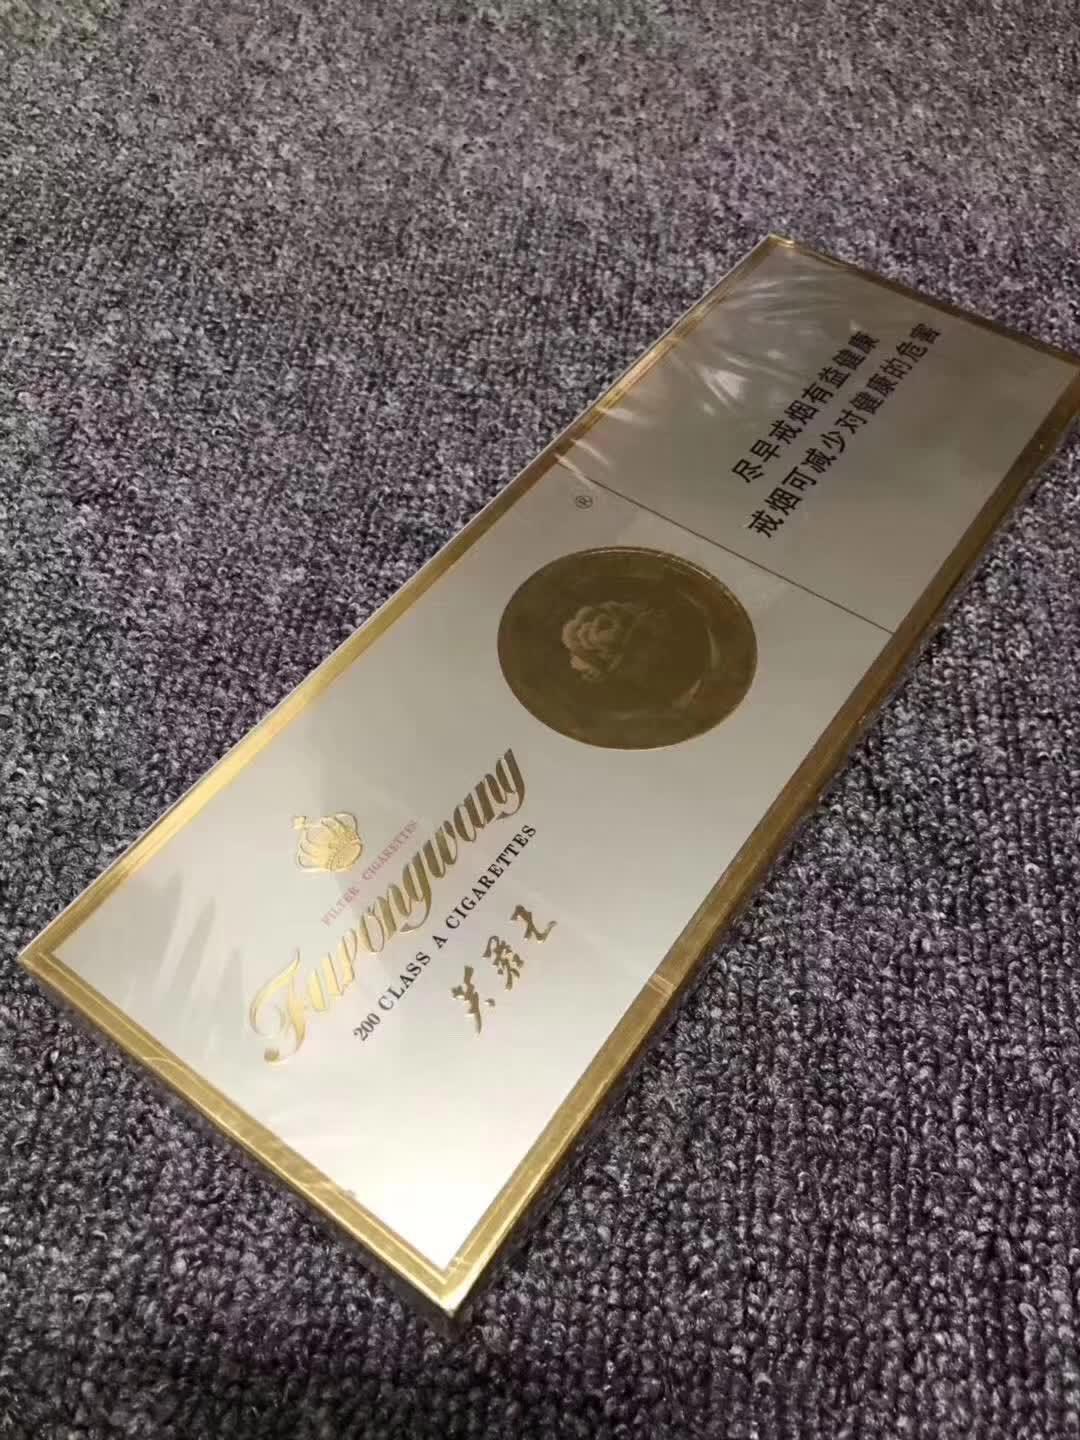 尽早戒烟有益健康
戒烟可减少对健康的危害
®
FILTER CIGARETTES
Furongwang
200 CLASS A CIGARETTES
芙蓉王